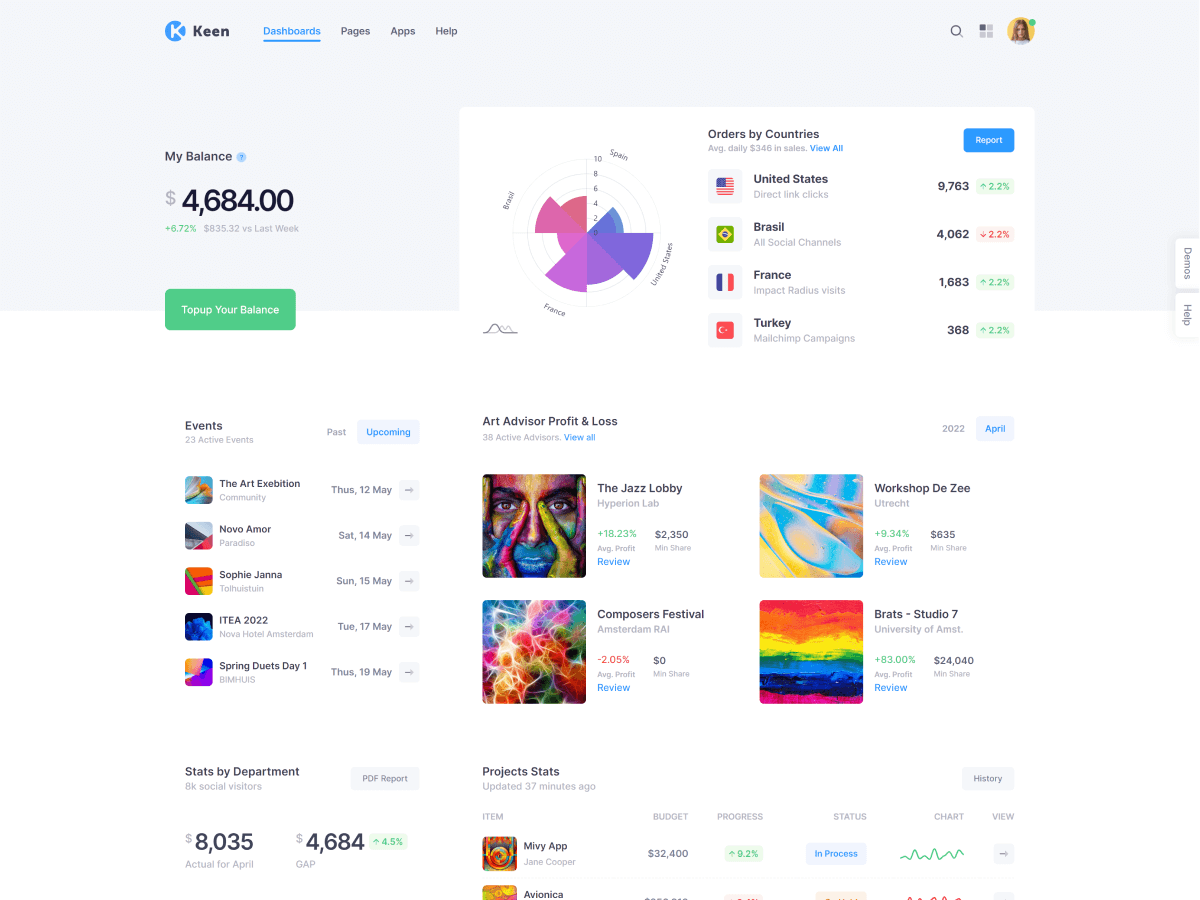 Keen
Dashboards Pages Apps Help
My Balance ?
$ 4,684.00
+6.72% $835.32 vs Last Week
Topup Your Balance
Spain
Brasil
United States
France
10
8
6
4
2
0
Orders by Countries
Avg. daily $346 in sales. View All
Report
United States
Direct link clicks
9,763 2.2%
Brasil
All Social Channels
4,062 2.2%
France
Impact Radius visits
1,683 2.2%
Turkey
Mailchimp Campaigns
368 2.2%
Demos
Help
Events
23 Active Events
Past Upcoming
The Art Exebition
Community
Thus, 12 May
Novo Amor
Paradiso
Sat, 14 May
Sophie Janna
Tolhuistuin
Sun, 15 May
ITEA 2022
Nova Hotel Amsterdam
Tue, 17 May
Spring Duets Day 1
BIMHUIS
Thus, 19 May
Art Advisor Profit & Loss
38 Active Advisors. View all
2022 April
The Jazz Lobby
Hyperion Lab
+18.23% $2,350
Avg. Profit Min Share
Review
Workshop De Zee
Utrecht
+9.34% $635
Avg. Profit Min Share
Review
Composers Festival
Amsterdam RAI
-2.05% $0
Avg. Profit Min Share
Review
Brats - Studio 7
University of Amst.
+83.00% $24,040
Avg. Profit Min Share
Review
Stats by Department
8k social visitors
PDF Report
$ 8,035
Actual for April
$ 4,684 4.5%
GAP
Projects Stats
Updated 37 minutes ago
History
ITEM BUDGET PROGRESS STATUS CHART VIEW
Mivy App
Jane Cooper
$32,400 9.2% In Process
Avionica